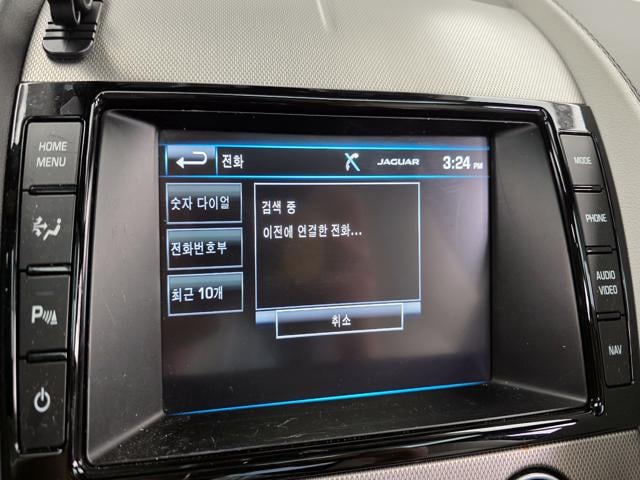 HOME
MENU
P
전화
JAGUAR
3:24 PM
숫자 다이얼
전화번호부
최근 10개
검색 중
이전에 연결한 전화...
취소
MODE
PHONE
AUDIO
VIDEO
NAV